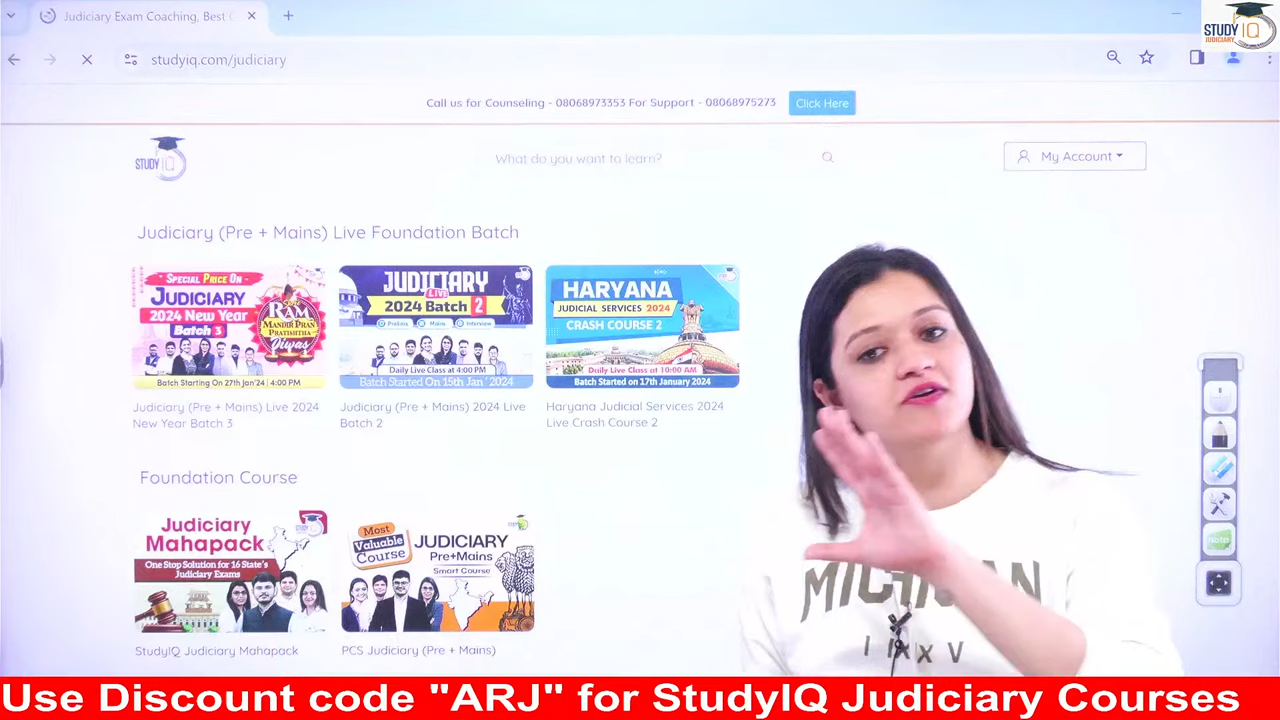 Judiciary Exam Coaching, Best
studyiq.com/judiciary
STUDY IQ
JUDICIARY
Call us for Counseling - 08068973353 For Support - 08068975273
Click Here
STUDY IQ
What do you want to learn?
My Account
Judiciary (Pre + Mains) Live Foundation Batch
SPECIAL PRICE ON
JUDICIARY
2024 New Year
Batch 3
RAM
MANDIR PRAN
PRATISHTHA
Diwas
Batch Starting On 27th Jan'24 | 4:00 PM
JUDICIARY
LIVE
2024 Batch 2
Prelims Mains Interview
Daily Live Class at 4:00 PM
Batch Started On 15th Jan' 2024
HARYANA
JUDICIAL SERVICES 2024
CRASH COURSE 2
Daily Live Class at 10:00 AM
Batch Started on 17th January 2024
Judiciary (Pre + Mains) Live 2024
New Year Batch 3
Judiciary (Pre + Mains) 2024 Live
Batch 2
Haryana Judicial Services 2024
Live Crash Course 2
Foundation Course
Judiciary
Mahapack
One Stop Solution for 16 State's
Judiciary Exams
Most
Valuable
Course
JUDICIARY
Pre+Mains
Smart Course
StudyIQ Judiciary Mahapack
PCS Judiciary (Pre + Mains)
note
Use Discount code "ARJ" for StudyIQ Judiciary Courses